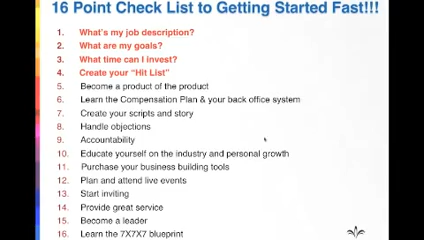 16 Point Check List to Getting Started Fast!!!
1. What's my job description?
2. What are my goals?
3. What time can I invest?
4. Create your "Hit List"
5. Become a product of the product
6. Learn the Compensation Plan & your back office system
7. Create your scripts and story
8. Handle objections
9. Accountability
10. Educate yourself on the industry and personal growth
11. Purchase your business building tools
12. Plan and attend live events
13. Start inviting
14. Provide great service
15. Become a leader
16. Learn the 7X7X7 blueprint